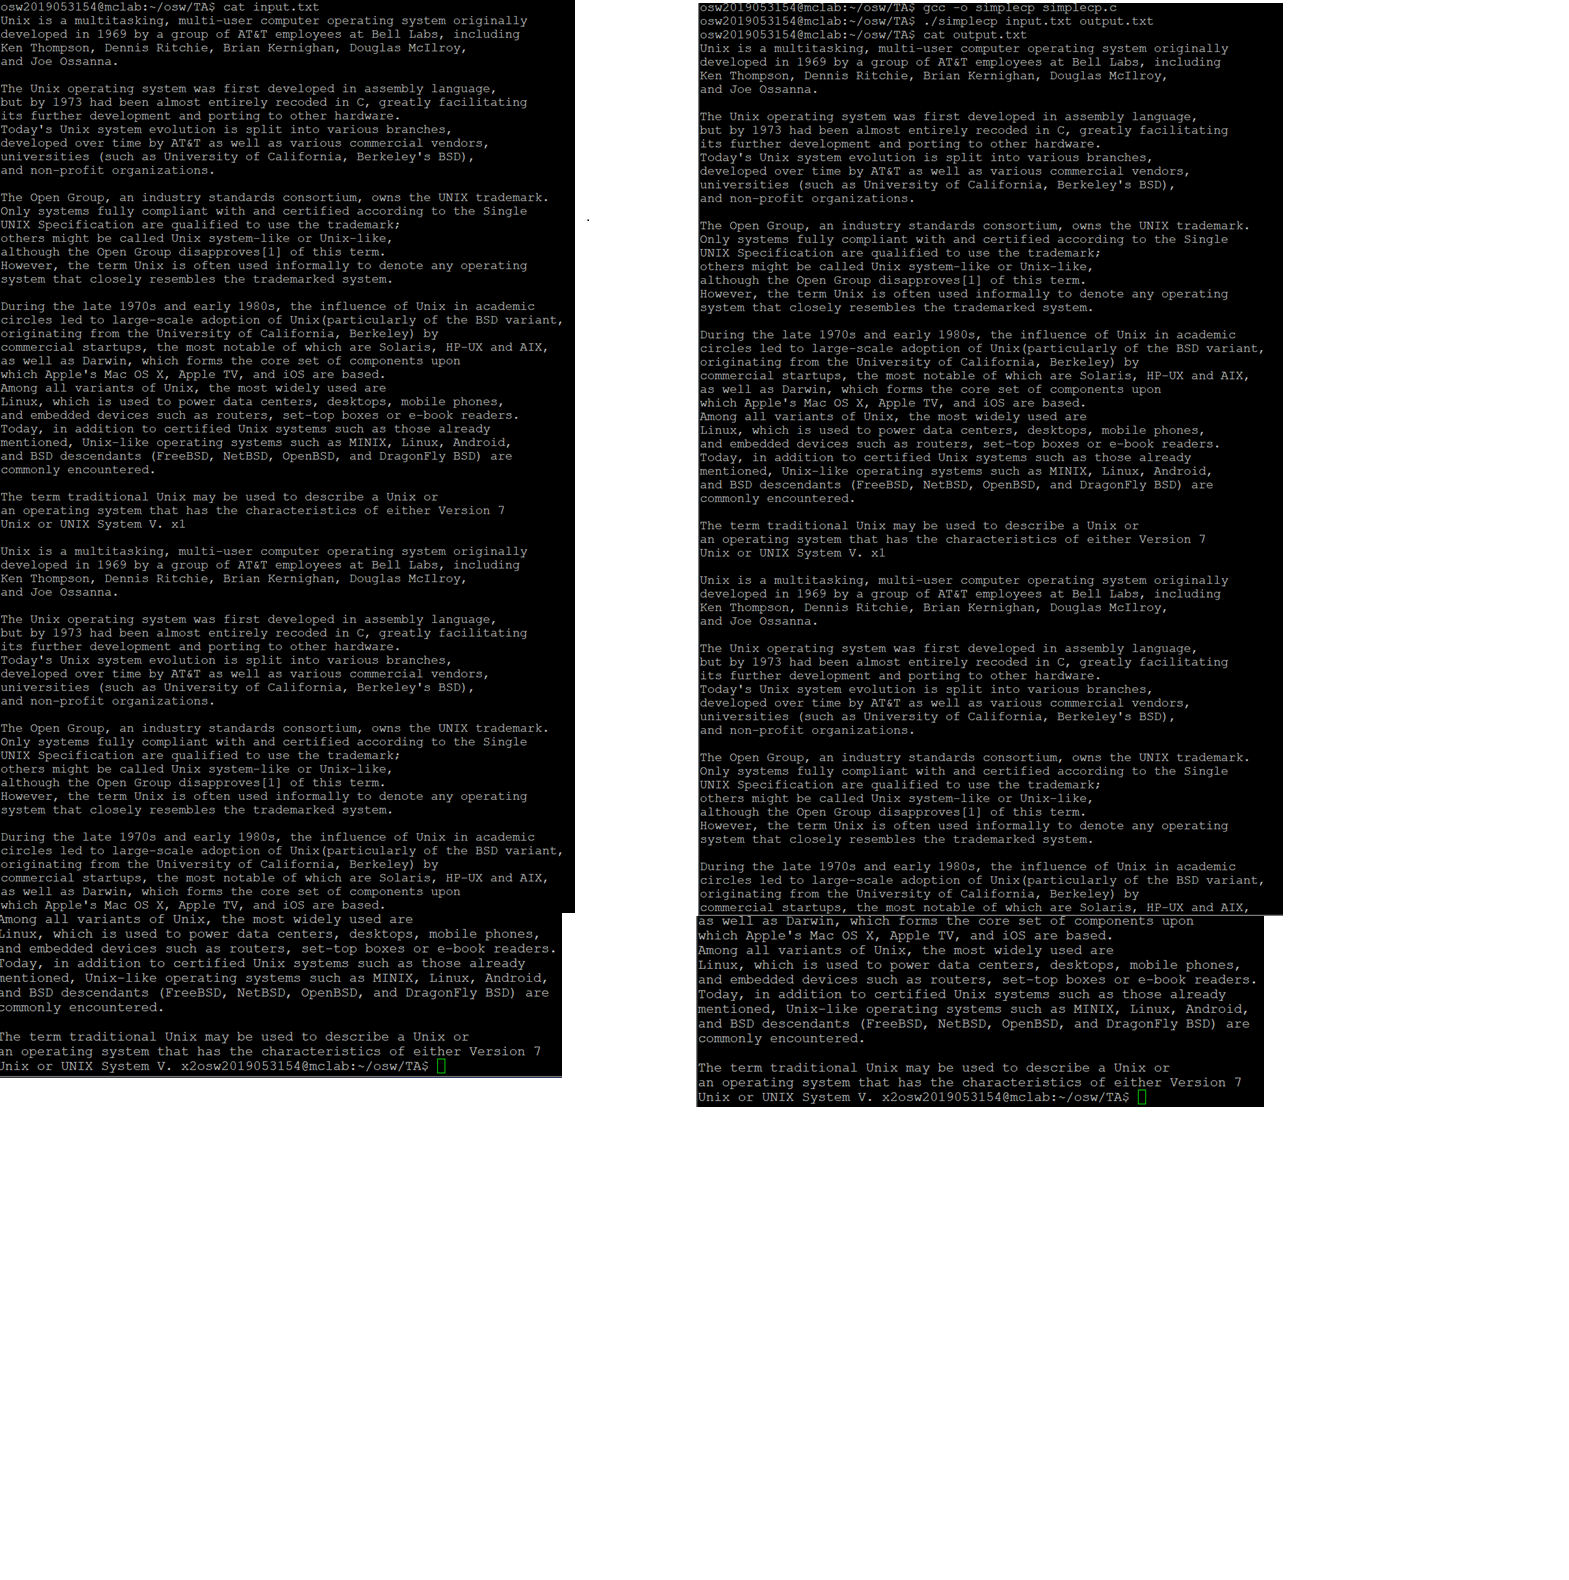 osw2019053154@mclab:~/osw/TA$ cat input.txt
Unix is a multitasking, multi-user computer operating system originally
developed in 1969 by a group of AT&T employees at Bell Labs, including
Ken Thompson, Dennis Ritchie, Brian Kernighan, Douglas McIlroy,
and Joe Ossanna.

The Unix operating system was first developed in assembly language,
but by 1973 had been almost entirely recoded in C, greatly facilitating
its further development and porting to other hardware.
Today's Unix system evolution is split into various branches,
developed over time by AT&T as well as various commercial vendors,
universities (such as University of California, Berkeley's BSD),
and non-profit organizations.

The Open Group, an industry standards consortium, owns the UNIX trademark.
Only systems fully compliant with and certified according to the Single
UNIX Specification are qualified to use the trademark;
others might be called Unix system-like or Unix-like,
although the Open Group disapproves[1] of this term.
However, the term Unix is often used informally to denote any operating
system that closely resembles the trademarked system.

During the late 1970s and early 1980s, the influence of Unix in academic
circles led to large-scale adoption of Unix(particularly of the BSD variant,
originating from the University of California, Berkeley) by
commercial startups, the most notable of which are Solaris, HP-UX and AIX,
as well as Darwin, which forms the core set of components upon
which Apple's Mac OS X, Apple TV, and iOS are based.
Among all variants of Unix, the most widely used are
Linux, which is used to power data centers, desktops, mobile phones,
and embedded devices such as routers, set-top boxes or e-book readers.
Today, in addition to certified Unix systems such as those already
mentioned, Unix-like operating systems such as MINIX, Linux, Android,
and BSD descendants (FreeBSD, NetBSD, OpenBSD, and DragonFly BSD) are
commonly encountered.

The term traditional Unix may be used to describe a Unix or
an operating system that has the characteristics of either Version 7
Unix or UNIX System V. x1

Unix is a multitasking, multi-user computer operating system originally
developed in 1969 by a group of AT&T employees at Bell Labs, including
Ken Thompson, Dennis Ritchie, Brian Kernighan, Douglas McIlroy,
and Joe Ossanna.

The Unix operating system was first developed in assembly language,
but by 1973 had been almost entirely recoded in C, greatly facilitating
its further development and porting to other hardware.
Today's Unix system evolution is split into various branches,
developed over time by AT&T as well as various commercial vendors,
universities (such as University of California, Berkeley's BSD),
and non-profit organizations.

The Open Group, an industry standards consortium, owns the UNIX trademark.
Only systems fully compliant with and certified according to the Single
UNIX Specification are qualified to use the trademark;
others might be called Unix system-like or Unix-like,
although the Open Group disapproves[1] of this term.
However, the term Unix is often used informally to denote any operating
system that closely resembles the trademarked system.

During the late 1970s and early 1980s, the influence of Unix in academic
circles led to large-scale adoption of Unix(particularly of the BSD variant,
originating from the University of California, Berkeley) by
commercial startups, the most notable of which are Solaris, HP-UX and AIX,
as well as Darwin, which forms the core set of components upon
which Apple's Mac OS X, Apple TV, and iOS are based.
Among all variants of Unix, the most widely used are
Linux, which is used to power data centers, desktops, mobile phones,
and embedded devices such as routers, set-top boxes or e-book readers.
Today, in addition to certified Unix systems such as those already
mentioned, Unix-like operating systems such as MINIX, Linux, Android,
and BSD descendants (FreeBSD, NetBSD, OpenBSD, and DragonFly BSD) are
commonly encountered.

The term traditional Unix may be used to describe a Unix or
an operating system that has the characteristics of either Version 7
Unix or UNIX System V. x2osw2019053154@mclab:~/osw/TA$

osw2019053154@mclab:~/osw/TA$ gcc -o simplecp simplecp.c
osw2019053154@mclab:~/osw/TA$ ./simplecp input.txt output.txt
osw2019053154@mclab:~/osw/TA$ cat output.txt
Unix is a multitasking, multi-user computer operating system originally
developed in 1969 by a group of AT&T employees at Bell Labs, including
Ken Thompson, Dennis Ritchie, Brian Kernighan, Douglas McIlroy,
and Joe Ossanna.

The Unix operating system was first developed in assembly language,
but by 1973 had been almost entirely recoded in C, greatly facilitating
its further development and porting to other hardware.
Today's Unix system evolution is split into various branches,
developed over time by AT&T as well as various commercial vendors,
universities (such as University of California, Berkeley's BSD),
and non-profit organizations.

The Open Group, an industry standards consortium, owns the UNIX trademark.
Only systems fully compliant with and certified according to the Single
UNIX Specification are qualified to use the trademark;
others might be called Unix system-like or Unix-like,
although the Open Group disapproves[1] of this term.
However, the term Unix is often used informally to denote any operating
system that closely resembles the trademarked system.

During the late 1970s and early 1980s, the influence of Unix in academic
circles led to large-scale adoption of Unix(particularly of the BSD variant,
originating from the University of California, Berkeley) by
commercial startups, the most notable of which are Solaris, HP-UX and AIX,
as well as Darwin, which forms the core set of components upon
which Apple's Mac OS X, Apple TV, and iOS are based.
Among all variants of Unix, the most widely used are
Linux, which is used to power data centers, desktops, mobile phones,
and embedded devices such as routers, set-top boxes or e-book readers.
Today, in addition to certified Unix systems such as those already
mentioned, Unix-like operating systems such as MINIX, Linux, Android,
and BSD descendants (FreeBSD, NetBSD, OpenBSD, and DragonFly BSD) are
commonly encountered.

The term traditional Unix may be used to describe a Unix or
an operating system that has the characteristics of either Version 7
Unix or UNIX System V. x1

Unix is a multitasking, multi-user computer operating system originally
developed in 1969 by a group of AT&T employees at Bell Labs, including
Ken Thompson, Dennis Ritchie, Brian Kernighan, Douglas McIlroy,
and Joe Ossanna.

The Unix operating system was first developed in assembly language,
but by 1973 had been almost entirely recoded in C, greatly facilitating
its further development and porting to other hardware.
Today's Unix system evolution is split into various branches,
developed over time by AT&T as well as various commercial vendors,
universities (such as University of California, Berkeley's BSD),
and non-profit organizations.

The Open Group, an industry standards consortium, owns the UNIX trademark.
Only systems fully compliant with and certified according to the Single
UNIX Specification are qualified to use the trademark;
others might be called Unix system-like or Unix-like,
although the Open Group disapproves[1] of this term.
However, the term Unix is often used informally to denote any operating
system that closely resembles the trademarked system.

During the late 1970s and early 1980s, the influence of Unix in academic
circles led to large-scale adoption of Unix(particularly of the BSD variant,
originating from the University of California, Berkeley) by
commercial startups, the most notable of which are Solaris, HP-UX and AIX,
as well as Darwin, which forms the core set of components upon
which Apple's Mac OS X, Apple TV, and iOS are based.
Among all variants of Unix, the most widely used are
Linux, which is used to power data centers, desktops, mobile phones,
and embedded devices such as routers, set-top boxes or e-book readers.
Today, in addition to certified Unix systems such as those already
mentioned, Unix-like operating systems such as MINIX, Linux, Android,
and BSD descendants (FreeBSD, NetBSD, OpenBSD, and DragonFly BSD) are
commonly encountered.

The term traditional Unix may be used to describe a Unix or
an operating system that has the characteristics of either Version 7
Unix or UNIX System V. x2osw2019053154@mclab:~/osw/TA$